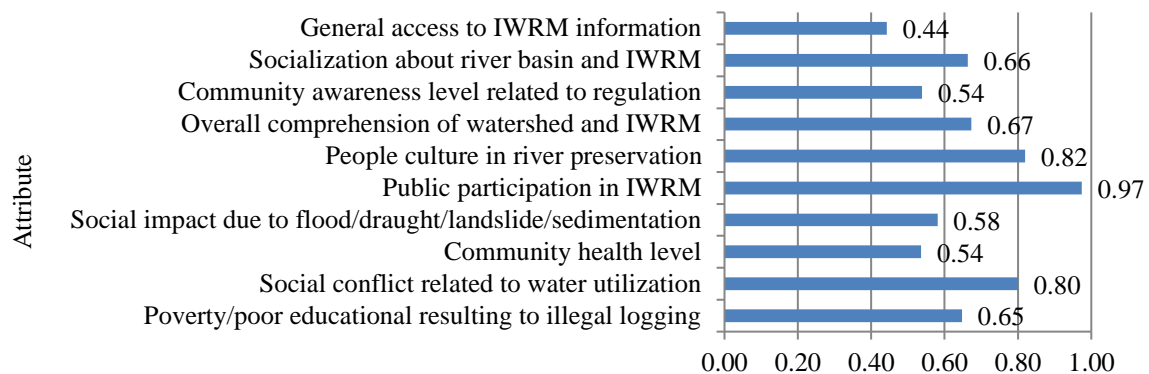 General access to IWRM information 0.44
Socialization about river basin and IWRM 0.66
Community awareness level related to regulation 0.54
Overall comprehension of watershed and IWRM 0.67
People culture in river preservation 0.82
Public participation in IWRM 0.97
Social impact due to flood/draught/landslide/sedimentation 0.58
Community health level 0.54
Social conflict related to water utilization 0.80
Poverty/poor educational resulting to illegal logging 0.65
Attribute
0.00 0.20 0.40 0.60 0.80 1.00